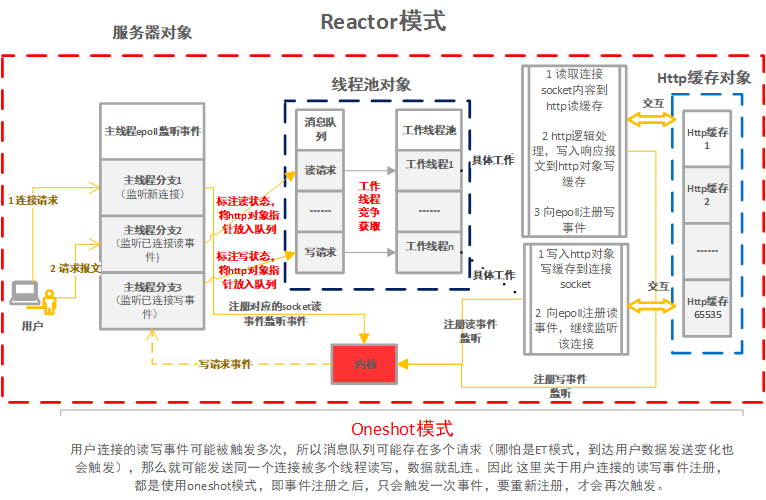 Reactor模式
服务器对象
主线程epoll监听事件
主线程分支1
（监听新连接）
主线程分支2
（监听已连接读事
件）
主线程分支3
（监听已连接写事
件）
1 连接请求
2 请求报文
用户
标注读状态，
将http对象指
针放入队列
标注写状态，
将http对象指
针放入队列
线程池对象
消息队
列
读请求
------
写请求
工作
线程
竞争
获取
工作线程池
工作线程1
------
工作线程n
具体工作
具体工作
1 读取连接
socket内容到
http读缓存
2 http逻辑处
理，写入响应报
文到http对象写
缓存
3 向epoll注册写
事件
1 写入http对象
写缓存到连接
socket
2 向epoll注册读
事件，继续监听
该连接
交互
交互
Http缓存对象
Http缓存
1
Http缓存
2
------
Http缓存
65535
注册对应的socket读
事件监听事件
注册读事件
监听
写请求事件
内核
注册写事件
监听
Oneshot模式
用户连接的读写事件可能被触发多次，所以消息队列可能存在多个请求（哪怕是ET模式，到达用户数据发送变化也
会触发），那么就可能发送同一个连接被多个线程读写，数据就乱连。因此 这里关于用户连接的读写事件注册，
都是使用oneshot模式，即事件注册之后，只会触发一次事件，要重新注册，才会再次触发。